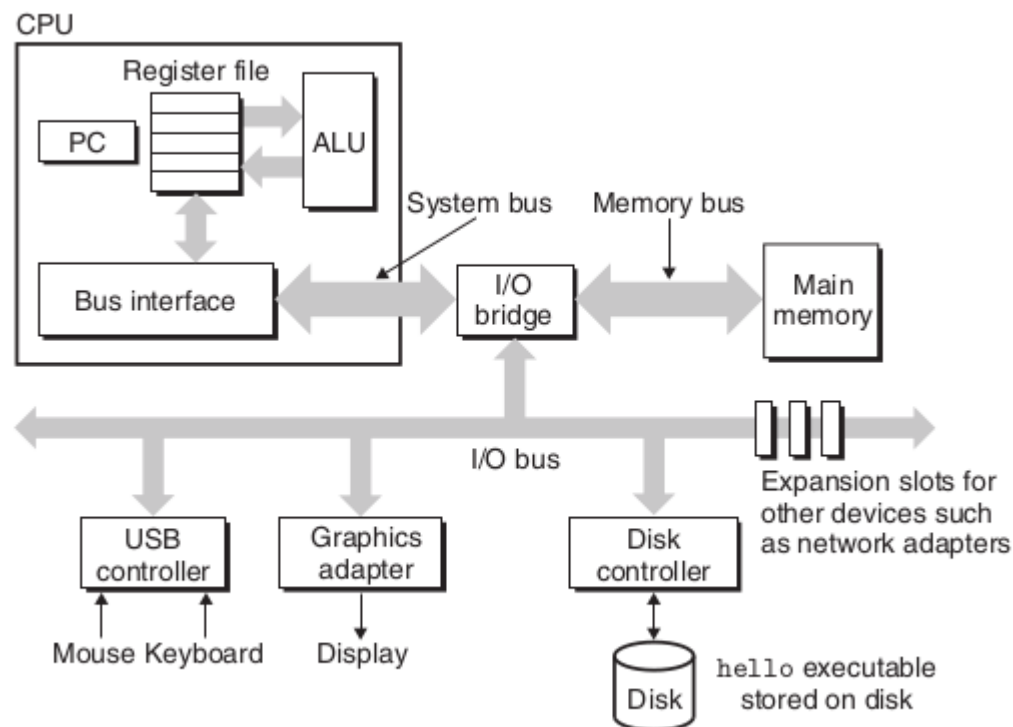 CPU
Register file
PC
ALU
System bus
Memory bus
Bus interface
I/O
bridge
Main
memory
I/O bus
Expansion slots for
other devices such
as network adapters
USB
controller
Graphics
adapter
Disk
controller
Mouse Keyboard
Display
Disk
hello executable
stored on disk